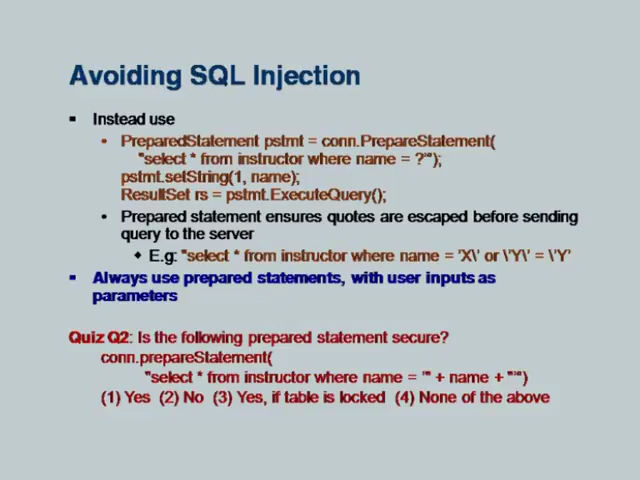 Avoiding SQL Injection
▪ Instead use
• PreparedStatement pstmt = conn.PrepareStatement(
"select * from instructor where name = ?'");
pstmt.setString(1, name);
ResultSet rs = pstmt.ExecuteQuery();
• Prepared statement ensures quotes are escaped before sending
query to the server
◆ E.g: "select * from instructor where name = 'X\' or \'Y\' = \'Y'
▪ Always use prepared statements, with user inputs as
parameters
Quiz Q2: Is the following prepared statement secure?
conn.prepareStatement(
"select * from instructor where name = '" + name + "'")
(1) Yes (2) No (3) Yes, if table is locked (4) None of the above